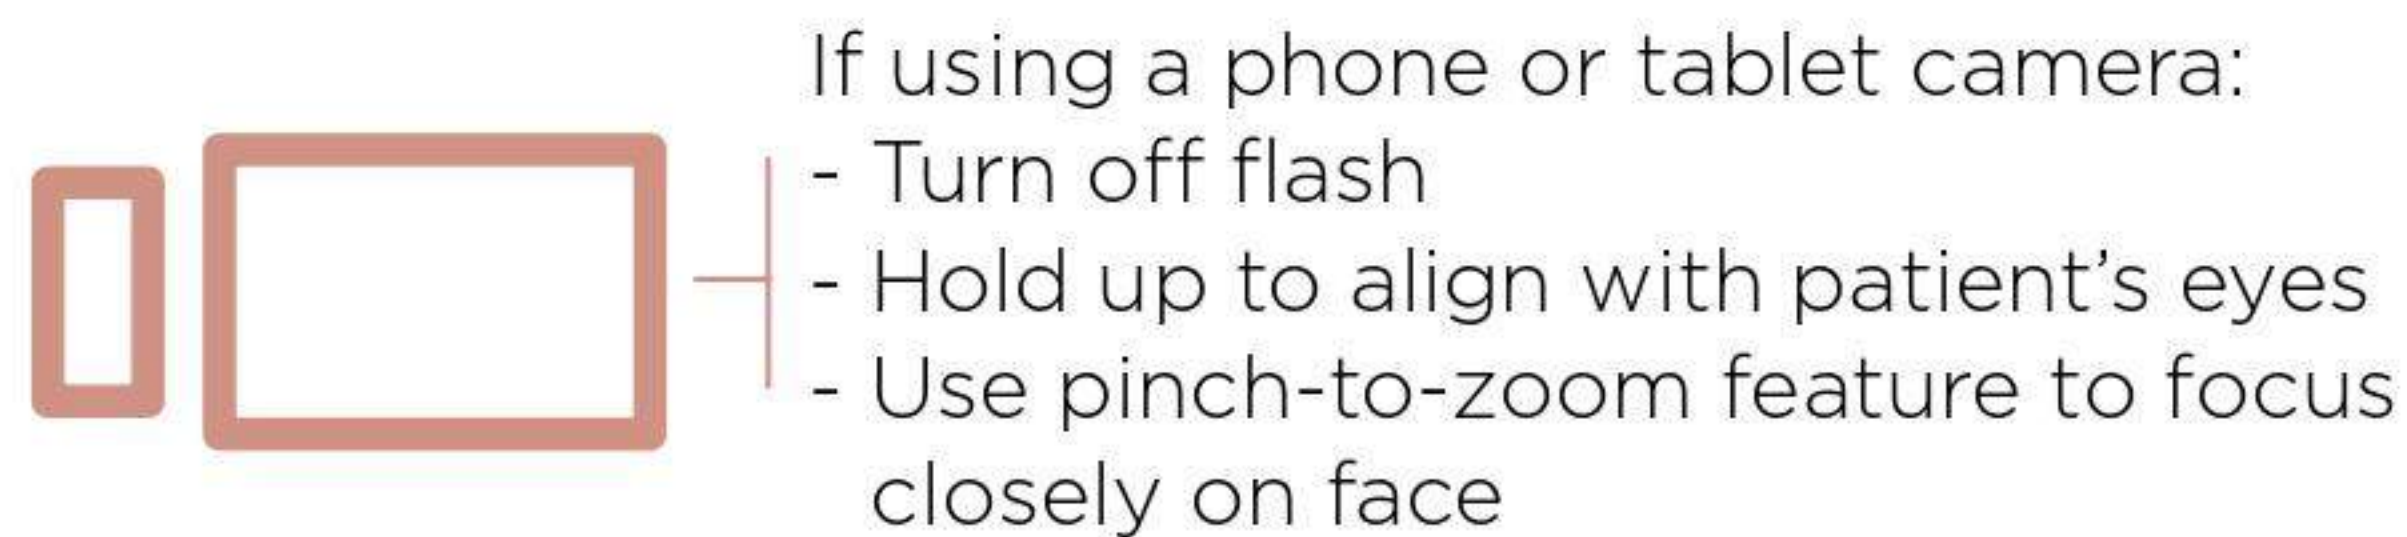 If using a phone or tablet camera:
- Turn off flash
- Hold up to align with patient’s eyes
- Use pinch-to-zoom feature to focus
closely on face